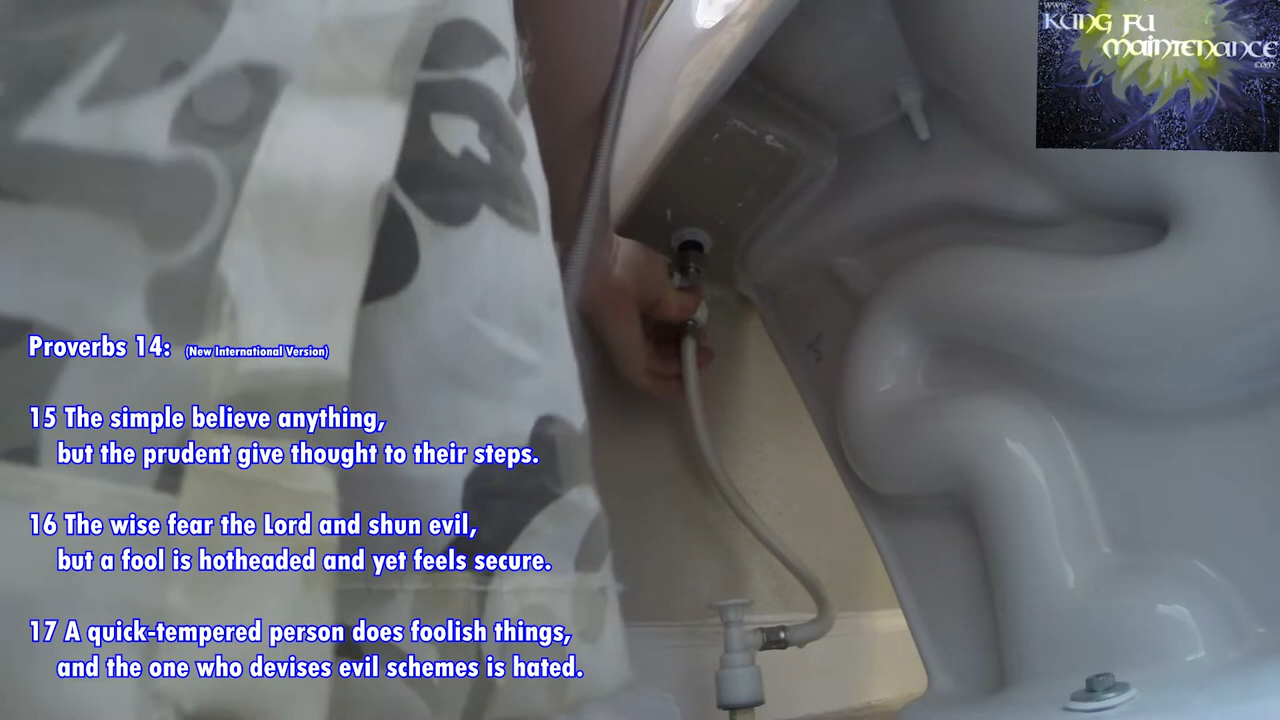 www.
KUNG FU
MAINTENANCE
.com
Proverbs 14: (New International Version)
15 The simple believe anything,
but the prudent give thought to their steps.
16 The wise fear the Lord and shun evil,
but a fool is hotheaded and yet feels secure.
17 A quick-tempered person does foolish things,
and the one who devises evil schemes is hated.